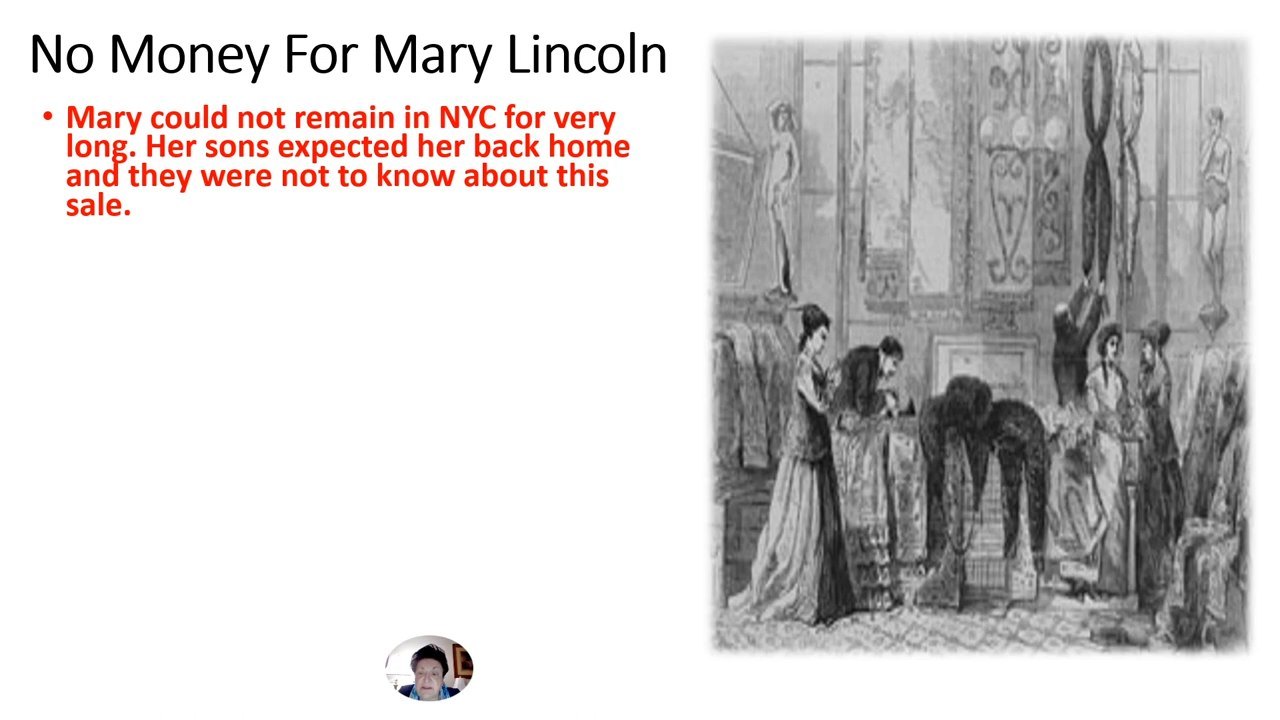 No Money For Mary Lincoln
• Mary could not remain in NYC for very
long. Her sons expected her back home
and they were not to know about this
sale.